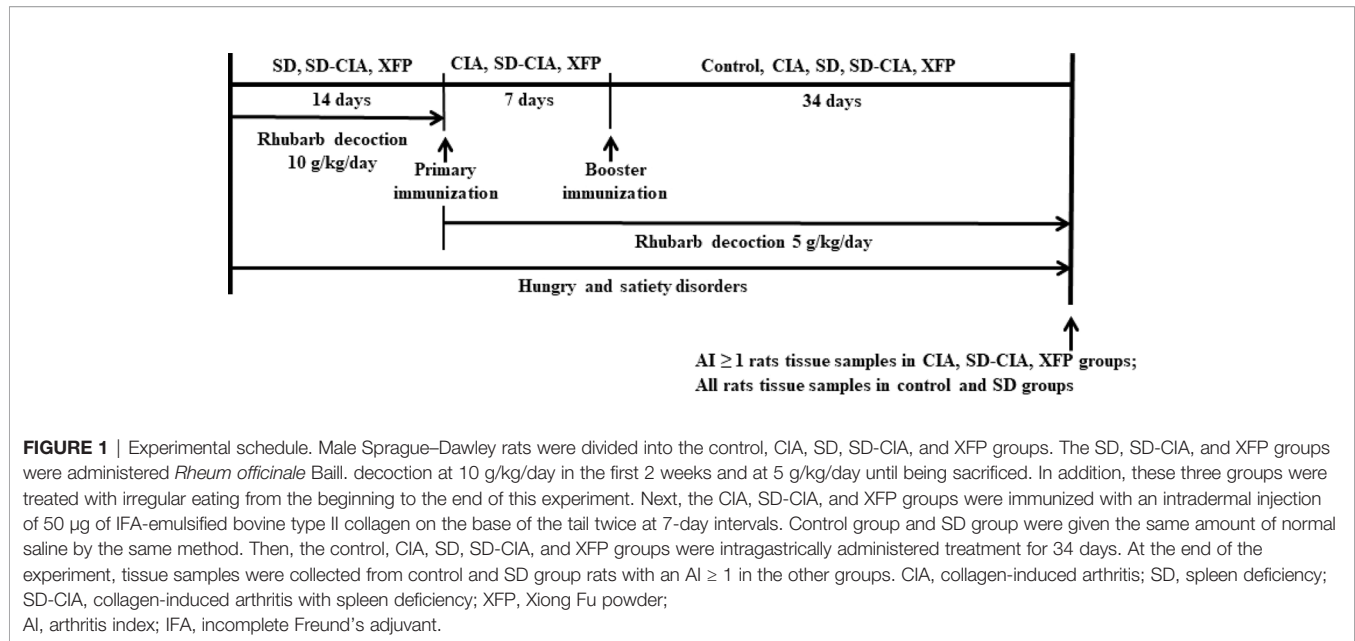 SD, SD-CIA, XFP CIA, SD-CIA, XFP Control, CIA, SD, SD-CIA, XFP
14 days 7 days 34 days
Rhubarb decoction
10 g/kg/day
Primary
immunization
Booster
immunization
Rhubarb decoction 5 g/kg/day
Hungry and satiety disorders
AI ≥1 rats tissue samples in CIA, SD-CIA, XFP groups;
All rats tissue samples in control and SD groups
FIGURE 1 | Experimental schedule. Male Sprague–Dawley rats were divided into the control, CIA, SD, SD-CIA, and XFP groups. The SD, SD-CIA, and XFP groups
were administered Rheum officinale Baill. decoction at 10 g/kg/day in the first 2 weeks and at 5 g/kg/day until being sacrificed. In addition, these three groups were
treated with irregular eating from the beginning to the end of this experiment. Next, the CIA, SD-CIA, and XFP groups were immunized with an intradermal injection
of 50 µg of IFA-emulsified bovine type II collagen on the base of the tail twice at 7-day intervals. Control group and SD group were given the same amount of normal
saline by the same method. Then, the control, CIA, SD, SD-CIA, and XFP groups were intragastrically administered treatment for 34 days. At the end of the
experiment, tissue samples were collected from control and SD group rats with an AI ≥ 1 in the other groups. CIA, collagen-induced arthritis; SD, spleen deficiency;
SD-CIA, collagen-induced arthritis with spleen deficiency; XFP, Xiong Fu powder;
AI, arthritis index; IFA, incomplete Freund's adjuvant.